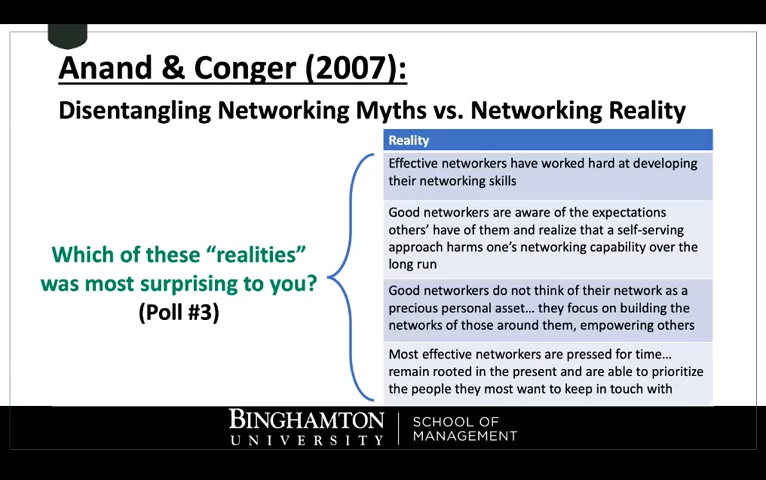 Anand & Conger (2007):
Disentangling Networking Myths vs. Networking Reality
Which of these “realities”
was most surprising to you?
(Poll #3)
Reality
Effective networkers have worked hard at developing
their networking skills
Good networkers are aware of the expectations
others’ have of them and realize that a self-serving
approach harms one’s networking capability over the
long run
Good networkers do not think of their network as a
precious personal asset... they focus on building the
networks of those around them, empowering others
Most effective networkers are pressed for time...
remain rooted in the present and are able to prioritize
the people they most want to keep in touch with
BINGHAMTON
UNIVERSITY
SCHOOL OF
MANAGEMENT